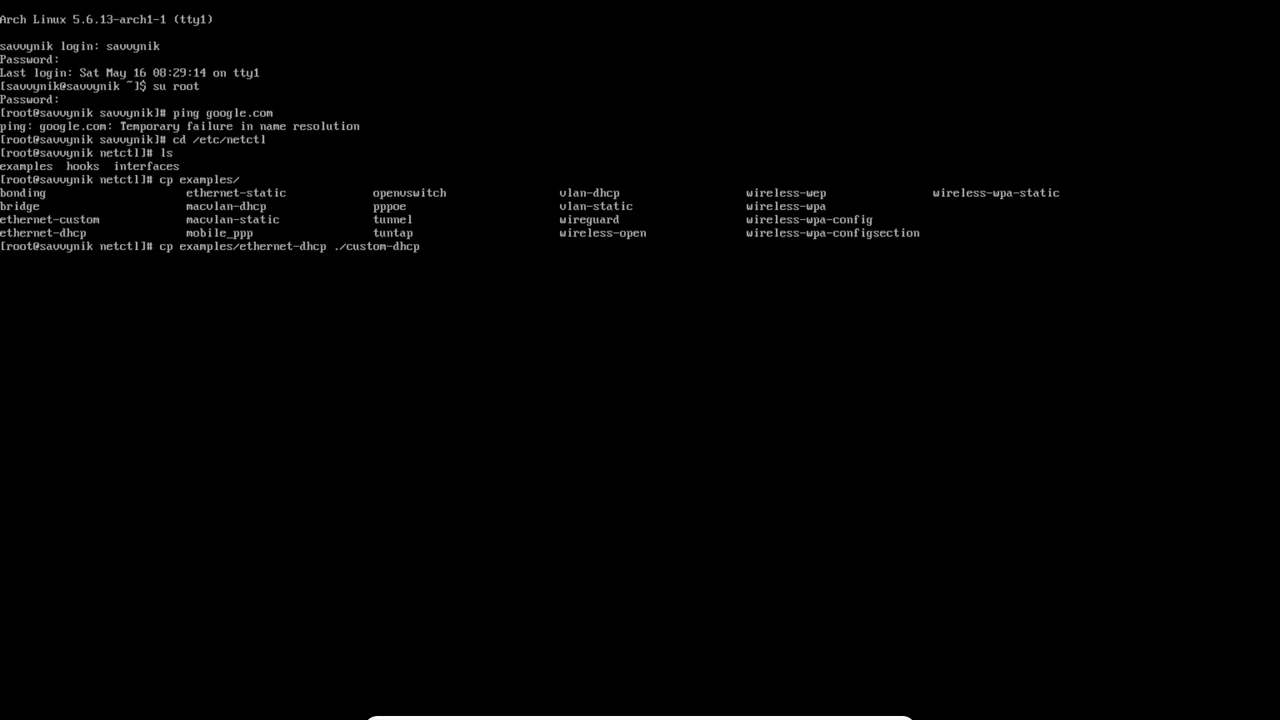 Arch Linux 5.6.13-arch1-1 (tty1)
savvynik login: savvynik
Password:
Last login: Sat May 16 08:29:14 on tty1
[savvynik@savvynik ~]$ su root
Password:
[root@savvynik savvynik]# ping google.com
ping: google.com: Temporary failure in name resolution
[root@savvynik savvynik]# cd /etc/netctl
[root@savvynik netctl]# ls
examples  hooks  interfaces
[root@savvynik netctl]# cp examples/
bonding  ethernet-static  openvswitch  vlan-dhcp  wireless-wep  wireless-wpa-static
bridge  macvlan-dhcp  pppoe  vlan-static  wireless-wpa
ethernet-custom  macvlan-static  tunnel  wireguard  wireless-wpa-config
ethernet-dhcp  mobile_ppp  tuntap  wireless-open  wireless-wpa-configsection
[root@savvynik netctl]# cp examples/ethernet-dhcp ./custom-dhcp